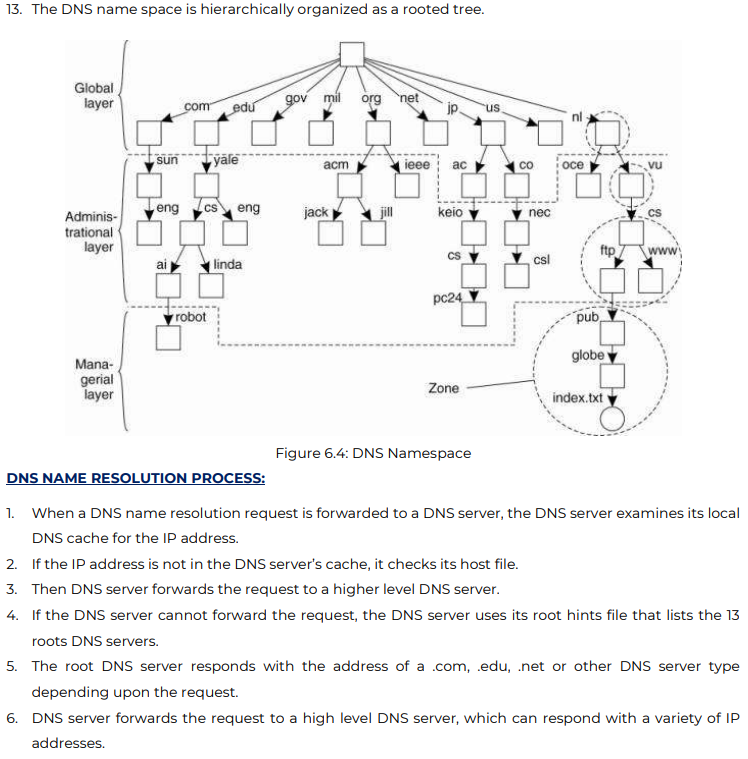 13. The DNS name space is hierarchically organized as a rooted tree.
Global
layer
com edu gov mil org net jp us nl
sun yale acm ieee ac co oce vu
Adminis-
trational
layer
eng cs eng jack jill keio nec cs
ai linda cs csl ftp www
pc24
robot pub
Mana-
gerial
layer
globe
Zone
index.txt
Figure 6.4: DNS Namespace
DNS NAME RESOLUTION PROCESS:
1. When a DNS name resolution request is forwarded to a DNS server, the DNS server examines its local
DNS cache for the IP address.
2. If the IP address is not in the DNS server's cache, it checks its host file.
3. Then DNS server forwards the request to a higher level DNS server.
4. If the DNS server cannot forward the request, the DNS server uses its root hints file that lists the 13
roots DNS servers.
5. The root DNS server responds with the address of a .com, .edu, .net or other DNS server type
depending upon the request.
6. DNS server forwards the request to a high level DNS server, which can respond with a variety of IP
addresses.